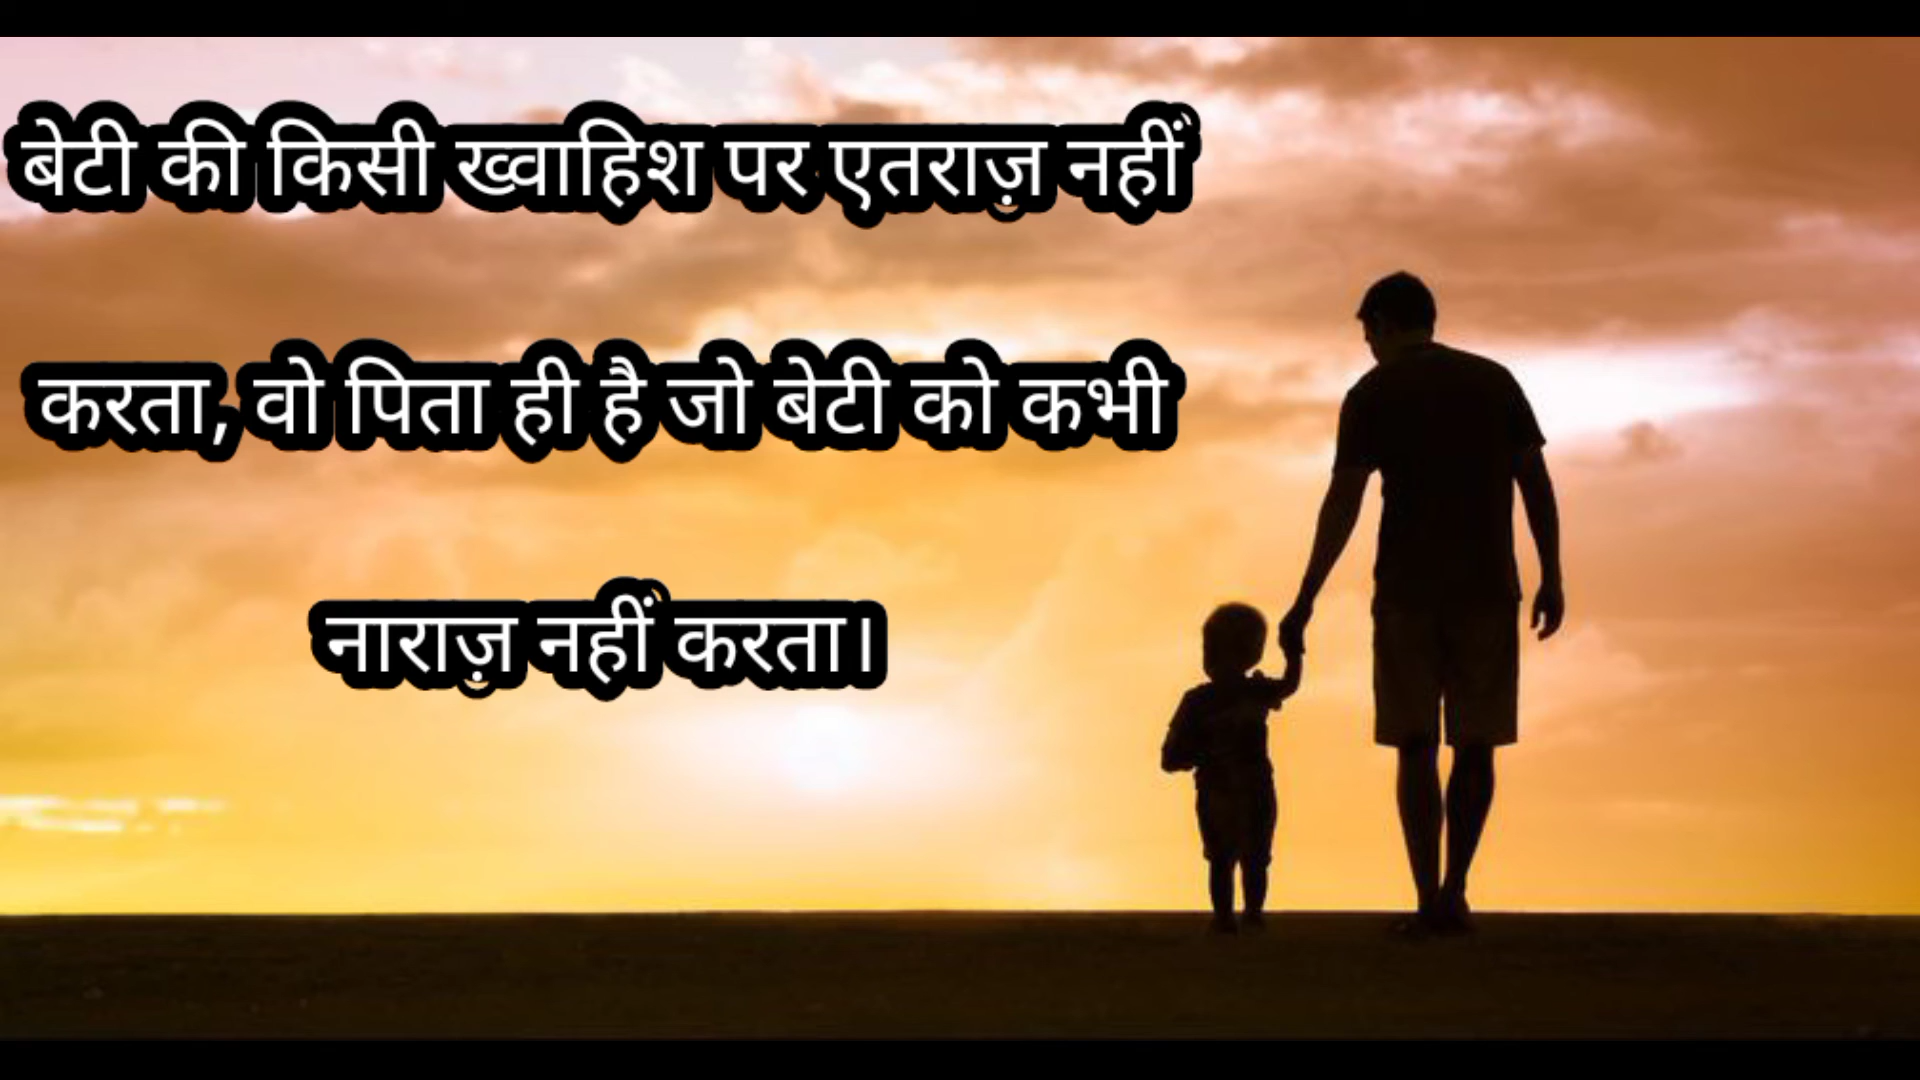 बेटी की किसी ख्वाहिश पर एतराज़ नहीं
करता, वो पिता ही है जो बेटी को कभी
नाराज़ नहीं करता।